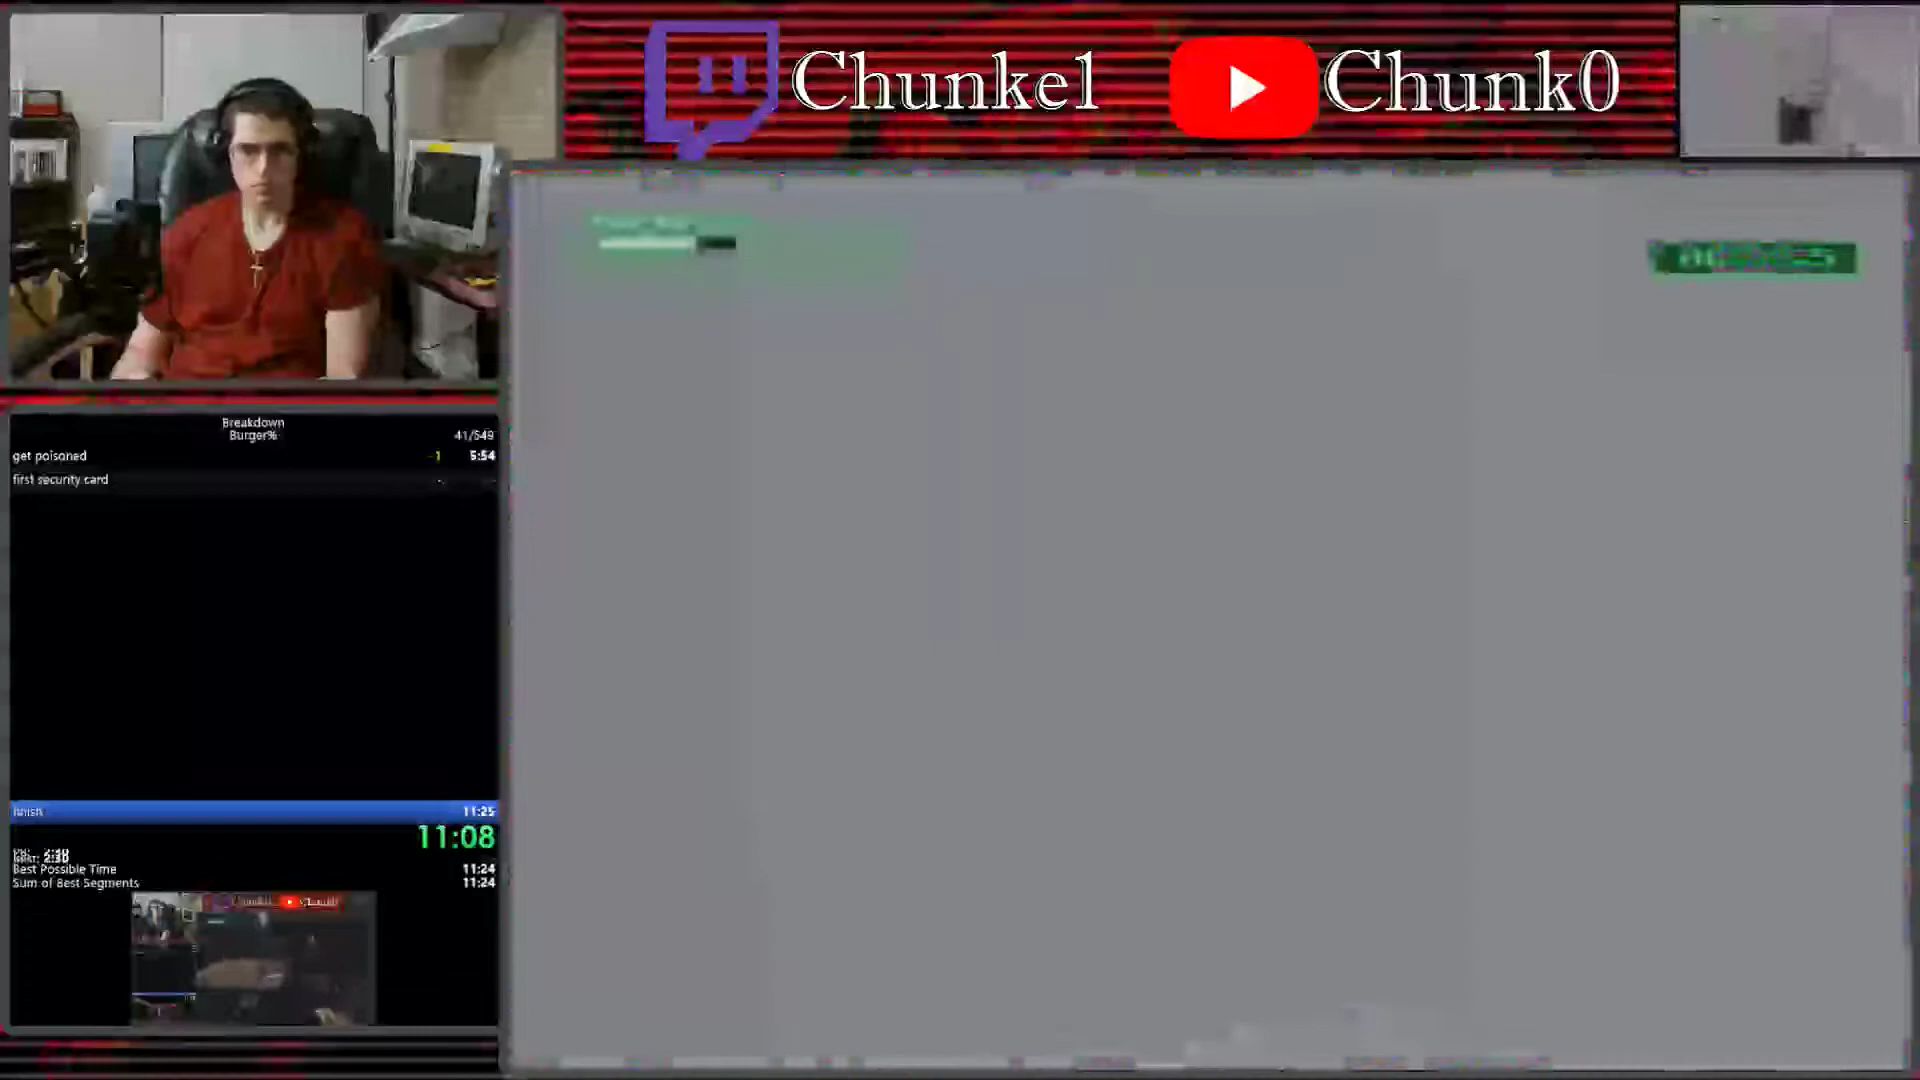 Chunke1
Chunk0
Breakdown
Burger%
41/549
get poisoned -1 5:54
first security card
finish 11:25
11:08
Best Possible Time 11:24
Sum of Best Segments 11:24